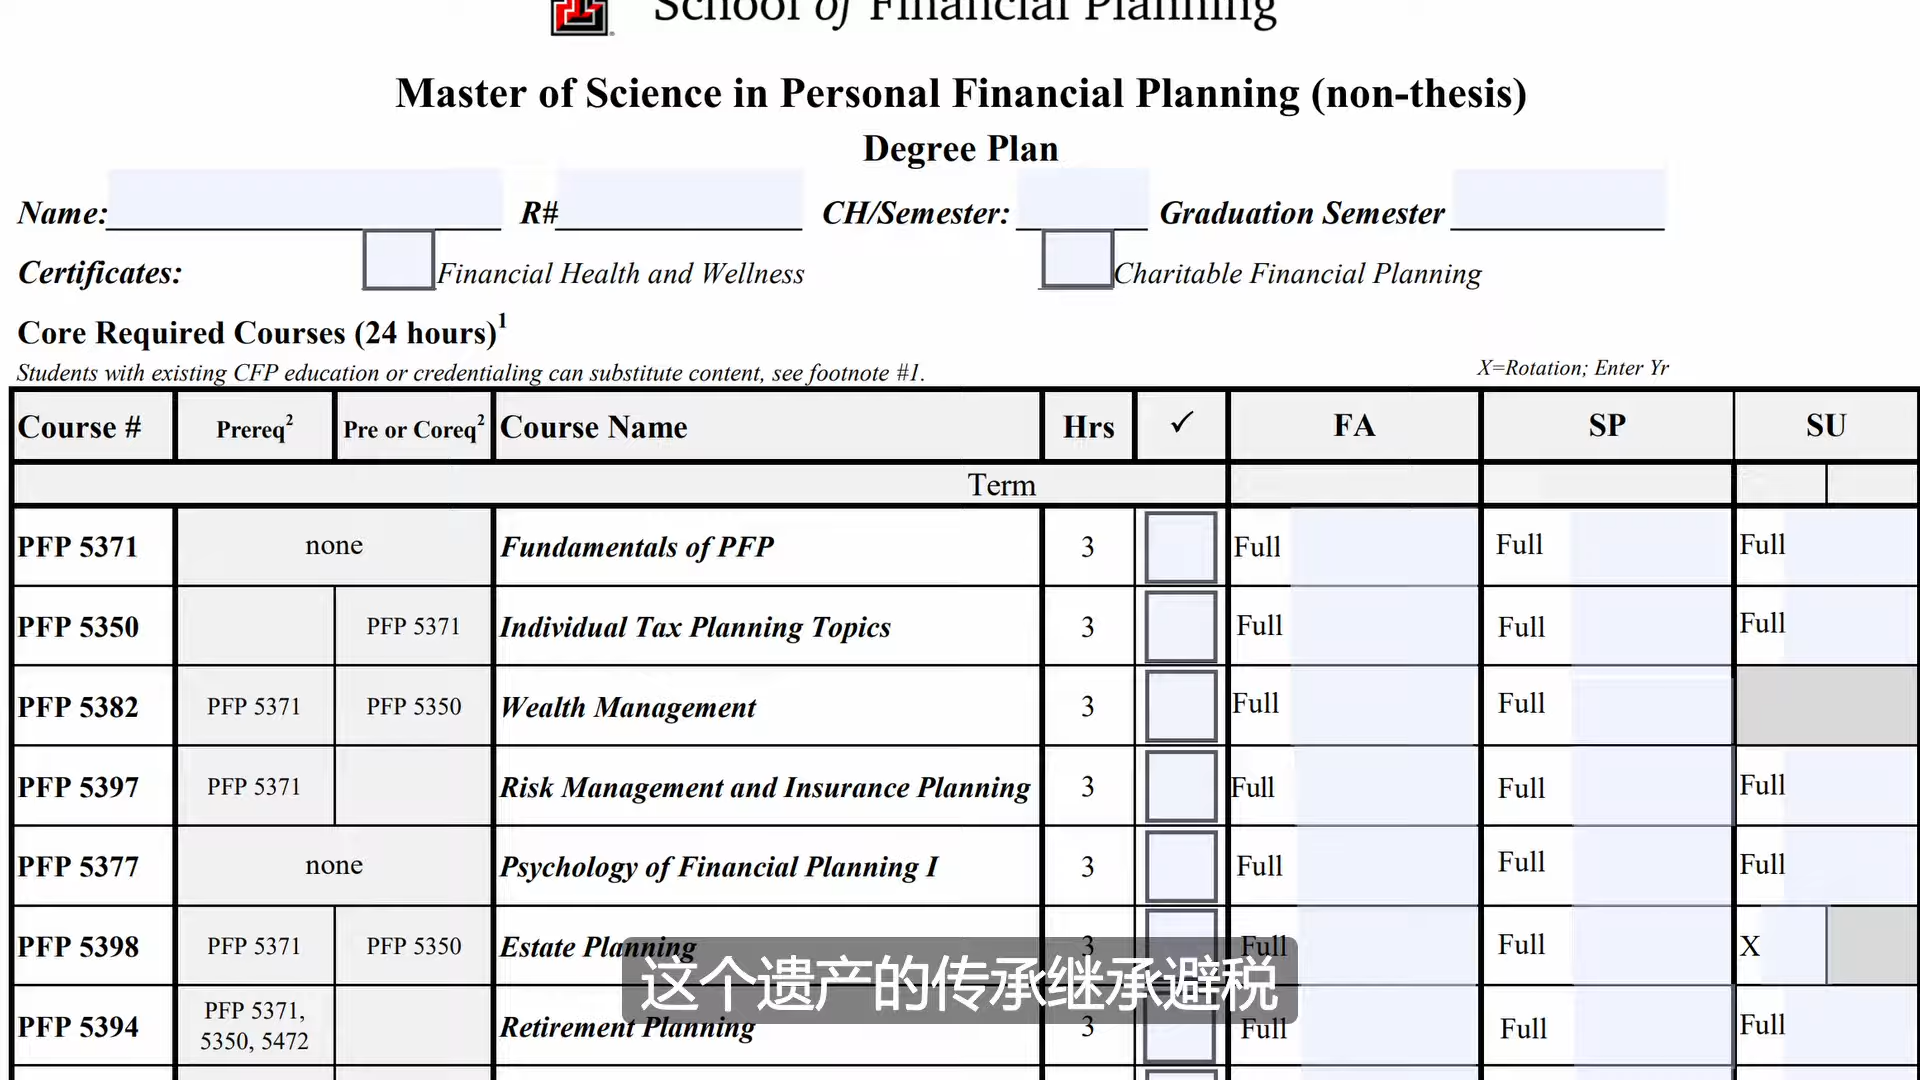 School of Financial Planning
Master of Science in Personal Financial Planning (non-thesis)
Degree Plan
Name: R# CH/Semester: Graduation Semester
Certificates: Financial Health and Wellness Charitable Financial Planning
Core Required Courses (24 hours)1
Students with existing CFP education or credentialing can substitute content, see footnote #1. X=Rotation; Enter Yr
Course # Prereq2 Pre or Coreq2 Course Name Hrs ✓ FA SP SU
Term
PFP 5371 none Fundamentals of PFP 3 Full Full Full
PFP 5350 PFP 5371 Individual Tax Planning Topics 3 Full Full Full
PFP 5382 PFP 5371 PFP 5350 Wealth Management 3 Full Full
PFP 5397 PFP 5371 Risk Management and Insurance Planning 3 Full Full Full
PFP 5377 none Psychology of Financial Planning I 3 Full Full Full
PFP 5398 PFP 5371 PFP 5350 Estate Planning 3 Full Full X
这个遗产的传承继承避税
PFP 5394 PFP 5371, 5350, 5472 Retirement Planning 3 Full Full Full